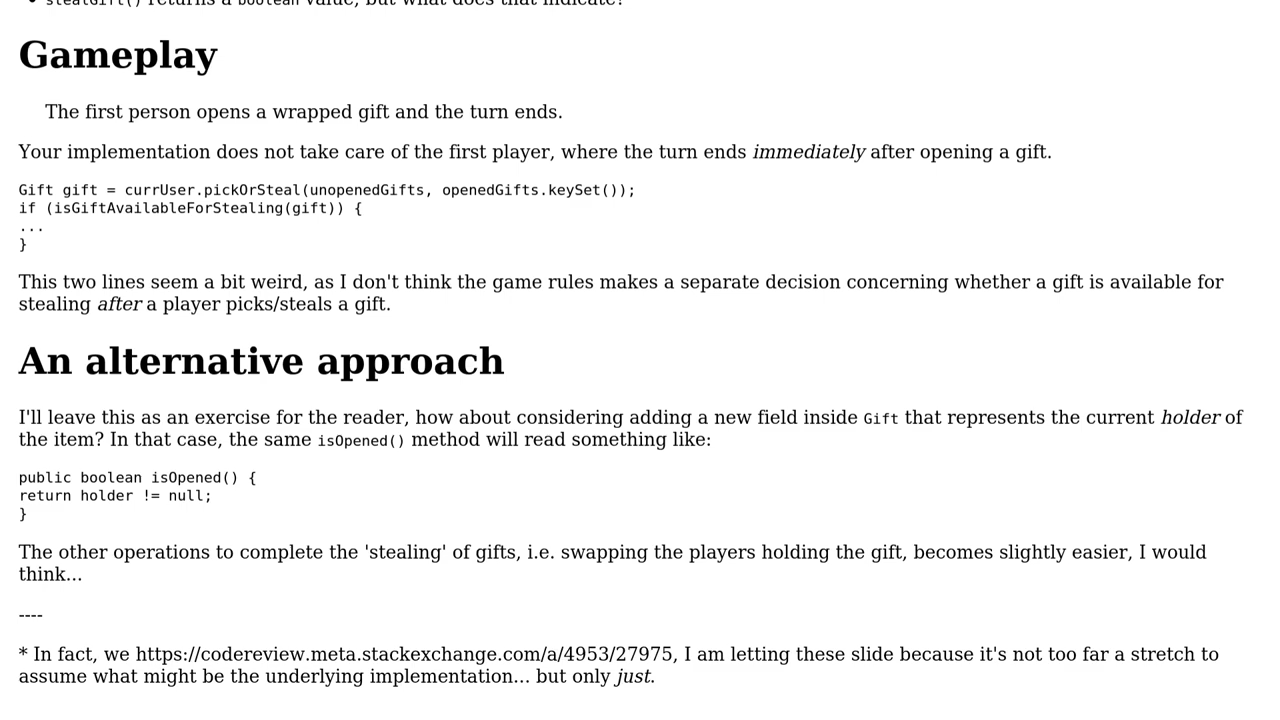 • stealGift() returns a boolean value, but what does that indicate?
Gameplay
The first person opens a wrapped gift and the turn ends.
Your implementation does not take care of the first player, where the turn ends immediately after opening a gift.
Gift gift = currUser.pickOrSteal(unopenedGifts, openedGifts.keySet());
if (isGiftAvailableForStealing(gift)) {
...
}
This two lines seem a bit weird, as I don't think the game rules makes a separate decision concerning whether a gift is available for
stealing after a player picks/steals a gift.
An alternative approach
I'll leave this as an exercise for the reader, how about considering adding a new field inside Gift that represents the current holder of
the item? In that case, the same isOpened() method will read something like:
public boolean isOpened() {
return holder != null;
}
The other operations to complete the 'stealing' of gifts, i.e. swapping the players holding the gift, becomes slightly easier, I would
think...
----
* In fact, we https://codereview.meta.stackexchange.com/a/4953/27975, I am letting these slide because it's not too far a stretch to
assume what might be the underlying implementation... but only just.